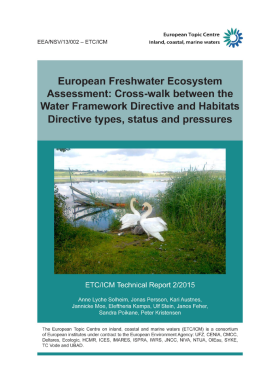 European Topic Centre
Inland, coastal, marine waters
EEA/NSV/13/002 – ETC/ICM
European Freshwater Ecosystem
Assessment: Cross-walk between the
Water Framework Directive and Habitats
Directive types, status and pressures
ETC/ICM Technical Report 2/2015
Anne Lyche Solheim, Jonas Persson, Kari Austnes,
Jannicke Moe, Eleftheria Kampa, Ulf Stein, Janos Feher,
Sandra Poikane, Peter Kristensen
The European Topic Centre on inland, coastal and marine waters (ETC/ICM) is a consortium
of European institutes under contract to the European Environment Agency: UFZ, CENIA, CMCC,
Deltares, Ecologic, HCMR, ICES, IMARES, ISPRA, IWRS, JNCC, NIVA, NTUA, OIEau, SYKE,
TC Vode and UBAO.